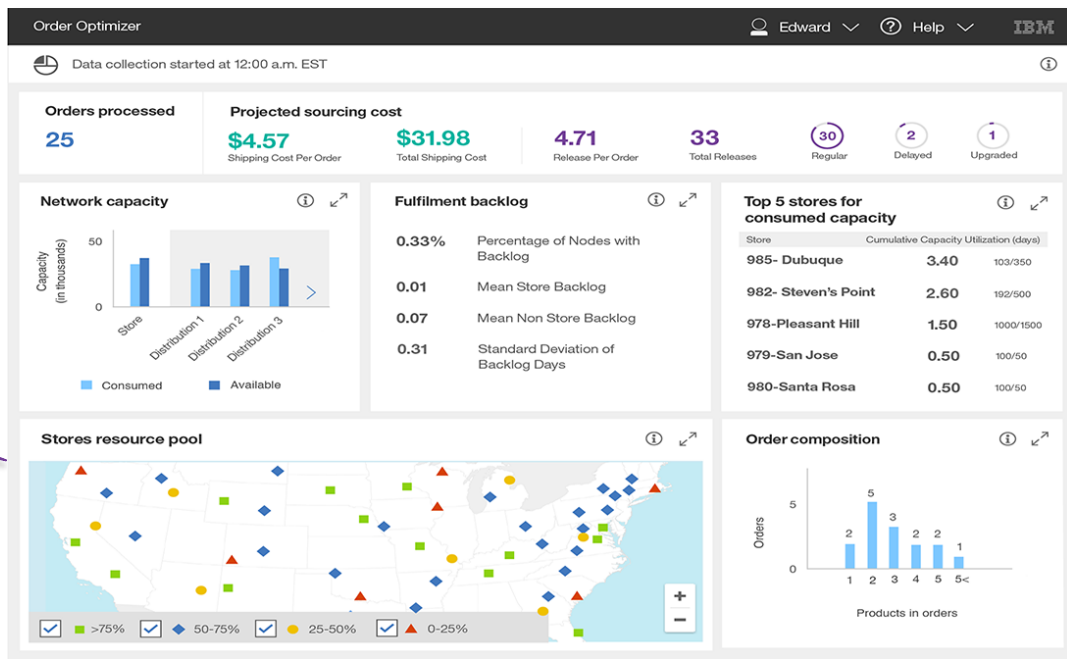 Order Optimizer
Edward
Help
IBM
Data collection started at 12:00 a.m. EST
Orders processed
25
Projected sourcing cost
$4.57
Shipping Cost Per Order
$31.98
Total Shipping Cost
4.71
Release Per Order
33
Total Releases
30
Regular
2
Delayed
1
Upgraded
Network capacity
Capacity
(in thousands)
50
0
Store
Distribution 1
Distribution 2
Distribution 3
Consumed
Available
Fulfilment backlog
0.33%
Percentage of Nodes with
Backlog
0.01
Mean Store Backlog
0.07
Mean Non Store Backlog
0.31
Standard Deviation of
Backlog Days
Top 5 stores for
consumed capacity
Store
Cumulative Capacity Utilization (days)
985- Dubuque 3.40 103/350
982- Steven's Point 2.60 192/500
978-Pleasant Hill 1.50 1000/1500
979-San Jose 0.50 100/50
980-Santa Rosa 0.50 100/50
Stores resource pool
>75%
50-75%
25-50%
0-25%
Order composition
Orders
5
0
2
5
3
2
2
1
1 2 3 4 5 5<
Products in orders